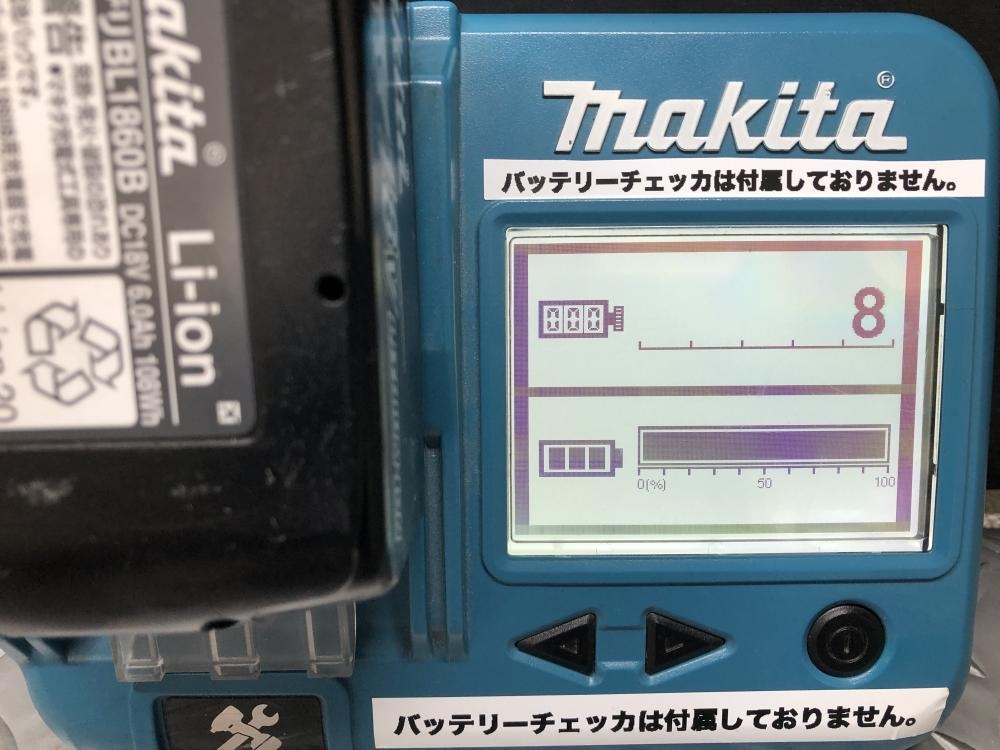 makita®
バッテリーチェッカは付属しておりません。
8
0(%) 50 100
バッテリーチェッカは付属しておりません。
makita®
BL1860B DC18V 6.0Ah 108Wh
Li-ion